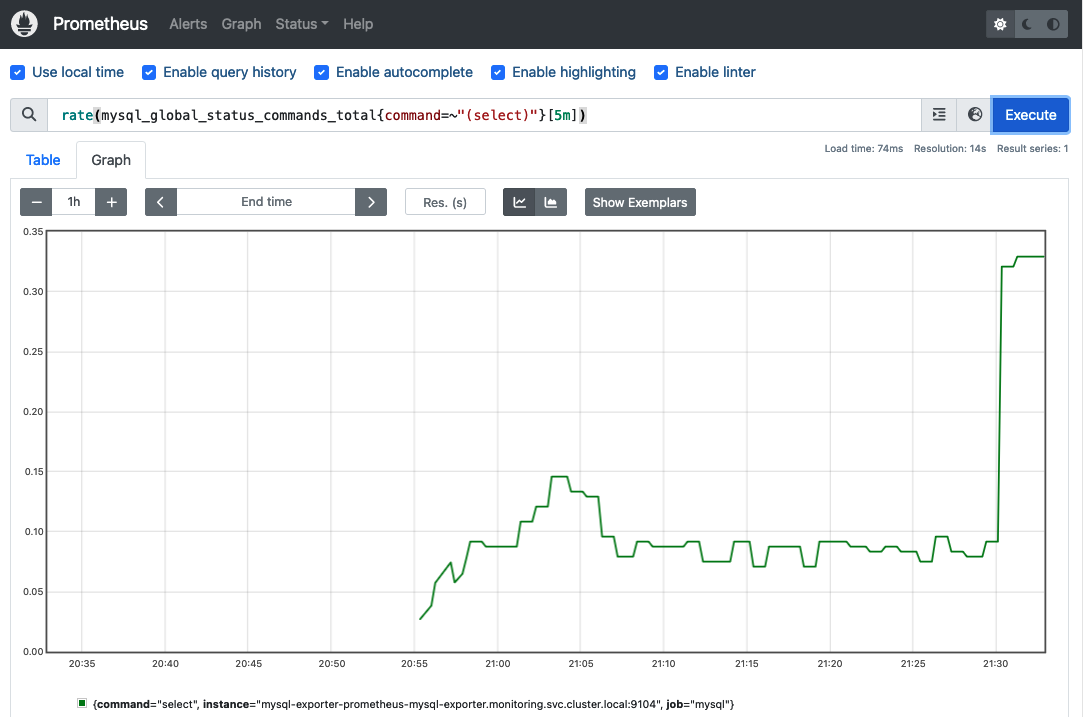 Prometheus Alerts Graph Status Help
Use local time Enable query history Enable autocomplete Enable highlighting Enable linter
rate(mysql_global_status_commands_total{command=~"(select)"}[5m]) Execute
Load time: 74ms Resolution: 14s Result series: 1
Table Graph
− 1h + End time Res. (s) Show Exemplars
0.35
0.30
0.25
0.20
0.15
0.10
0.05
0.00
20:35 20:40 20:45 20:50 20:55 21:00 21:05 21:10 21:15 21:20 21:25 21:30
{command="select", instance="mysql-exporter-prometheus-mysql-exporter.monitoring.svc.cluster.local:9104", job="mysql"}